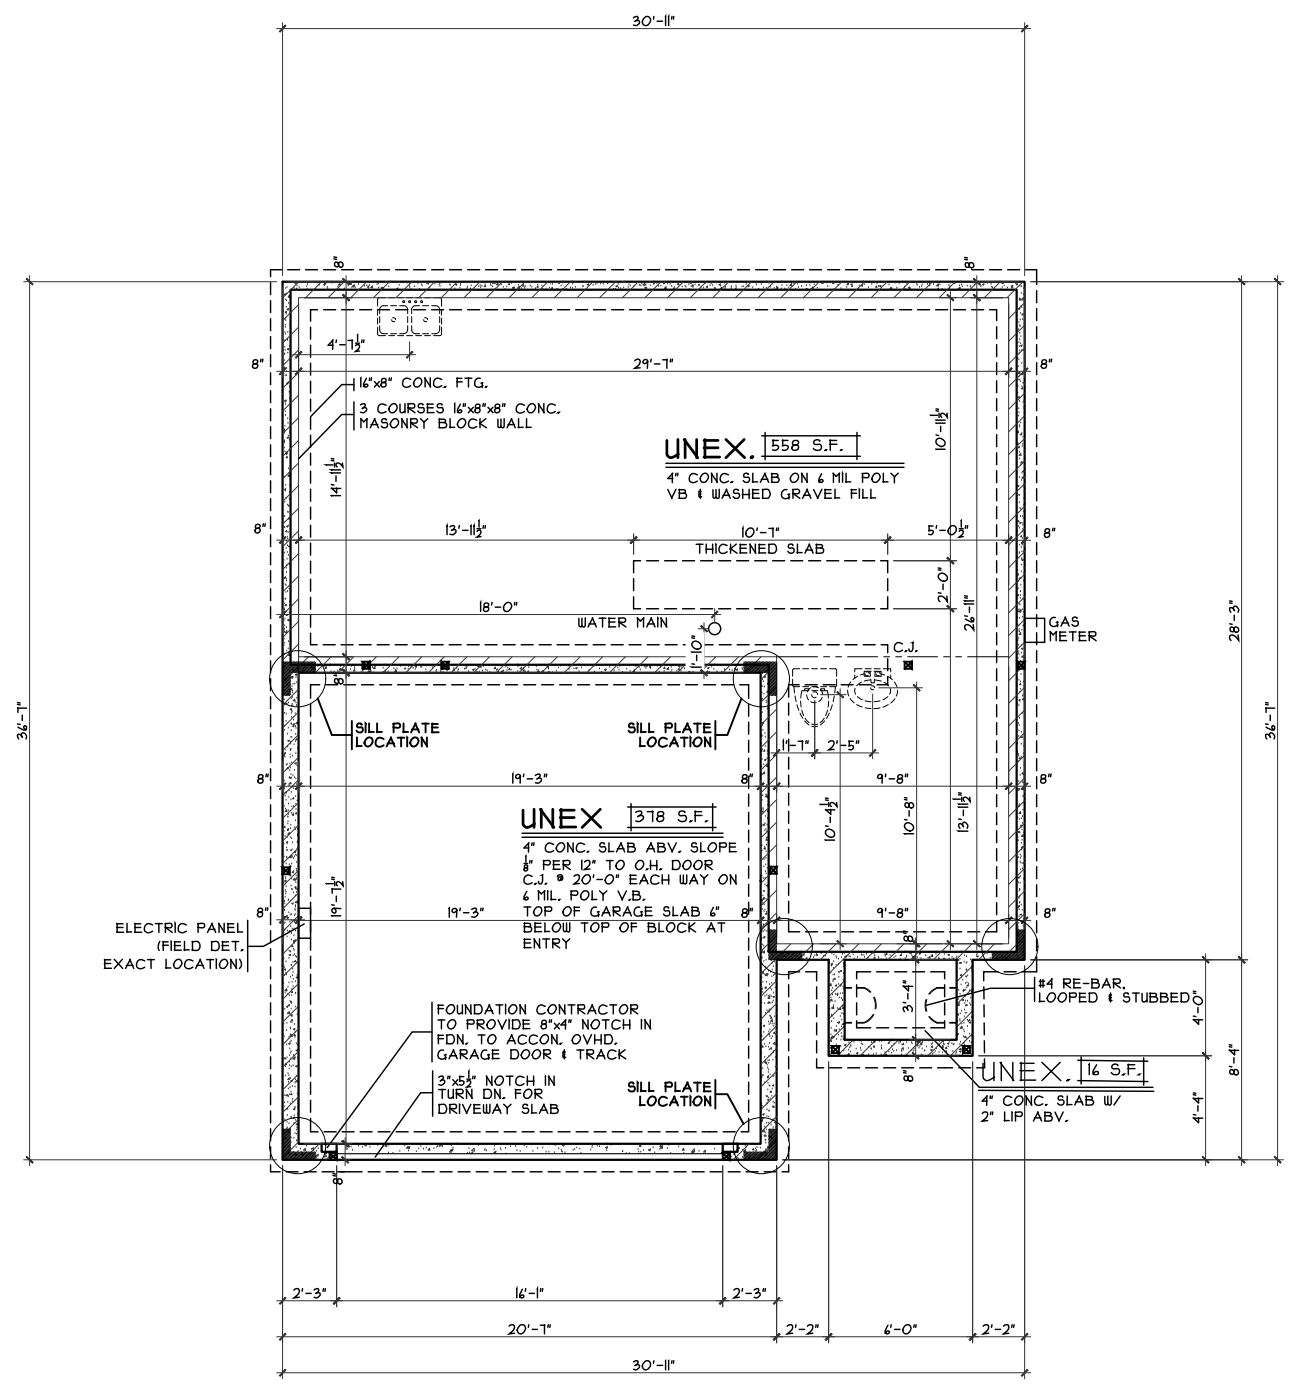 30'-11"
8"
8"
4'-7½"
8"
29'-7"
8"
16"x8" CONC. FTG.
3 COURSES 16"x8"x8" CONC.
MASONRY BLOCK WALL
10'-11½"
UNEX. 558 S.F.
4" CONC. SLAB ON 6 MIL POLY
VB & WASHED GRAVEL FILL
14'-11½"
8"
13'-11½"
10'-7"
5'-0½"
8"
THICKENED SLAB
2'-0"
18'-0"
WATER MAIN
26'-11"
GAS
METER
28'-3"
1'-10"
C.J.
8"
36'-7"
36'-7"
SILL PLATE
LOCATION
SILL PLATE
LOCATION
1'-7"
2'-5"
8"
19'-3"
8"
9'-8"
8"
UNEX 378 S.F.
4" CONC. SLAB ABV. SLOPE
⅛" PER 12" TO O.H. DOOR
C.J. @ 20'-0" EACH WAY ON
6 MIL. POLY V.B.
TOP OF GARAGE SLAB 6"
BELOW TOP OF BLOCK AT
ENTRY
10'-4½"
10'-8"
13'-11½"
19'-7½"
8"
19'-3"
8"
9'-8"
8"
8"
ELECTRIC PANEL
(FIELD DET.
EXACT LOCATION)
#4 RE-BAR.
LOOPED & STUBBED
3'-4"
4'-0"
FOUNDATION CONTRACTOR
TO PROVIDE 8"x4" NOTCH IN
FDN. TO ACCON. OVHD.
GARAGE DOOR & TRACK
8"
8'-4"
UNEX. 16 S.F.
4" CONC. SLAB W/
2" LIP ABV.
4'-4"
3"x5½" NOTCH IN
TURN DN. FOR
DRIVEWAY SLAB
SILL PLATE
LOCATION
8"
2'-3"
16'-1"
2'-3"
20'-7"
2'-2"
6'-0"
2'-2"
30'-11"